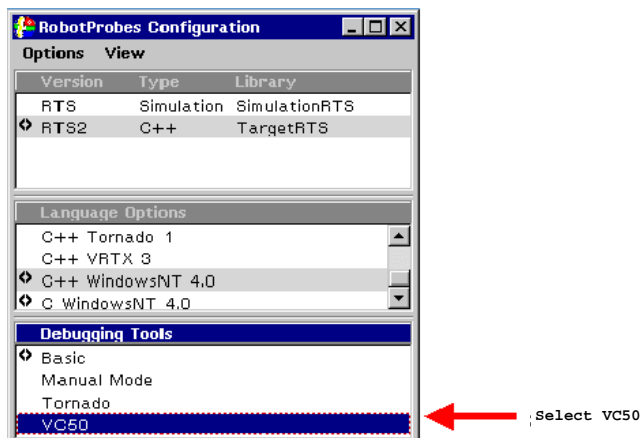 RobotProbes Configuration
Options View
Version Type Library
RTS Simulation SimulationRTS
RTS2 C++ TargetRTS
Language Options
C++ Tornado 1
C++ VRTX 3
C++ WindowsNT 4.0
C WindowsNT 4.0
Debugging Tools
Basic
Manual Mode
Tornado
VC50
Select VC50